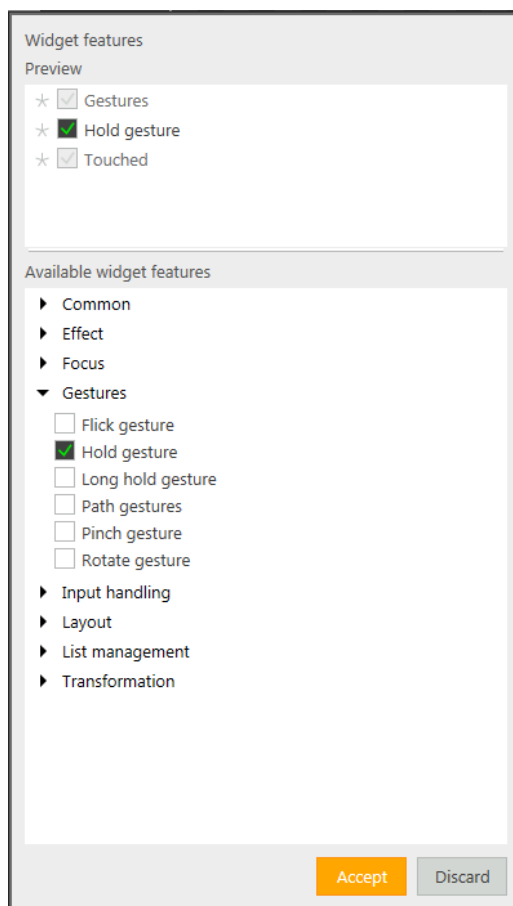 Widget features
Preview
Gestures
Hold gesture
Touched
Available widget features
Common
Effect
Focus
Gestures
Flick gesture
Hold gesture
Long hold gesture
Path gestures
Pinch gesture
Rotate gesture
Input handling
Layout
List management
Transformation
Accept Discard